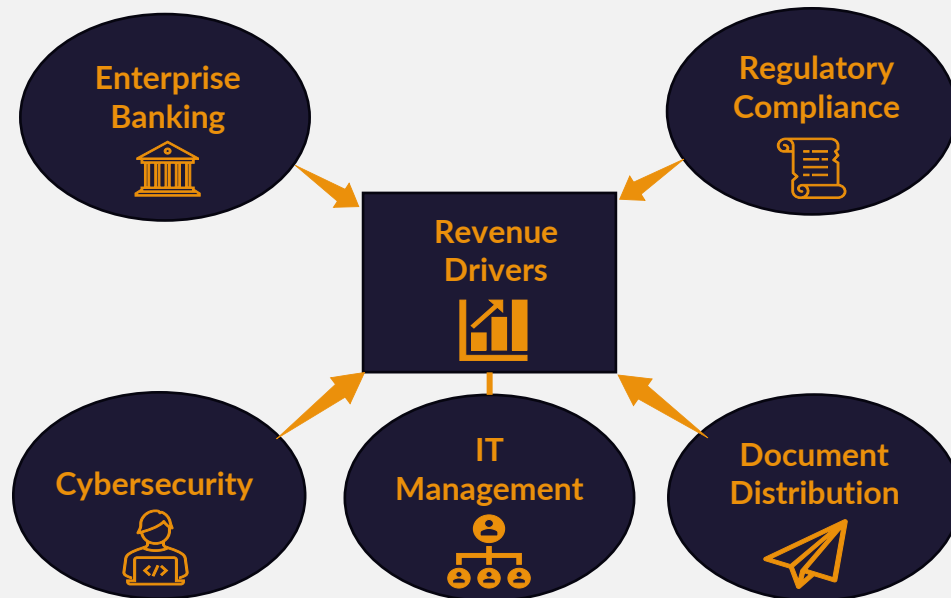 Enterprise
Banking
Regulatory
Compliance
Revenue
Drivers
Cybersecurity
</>
IT
Management
Document
Distribution